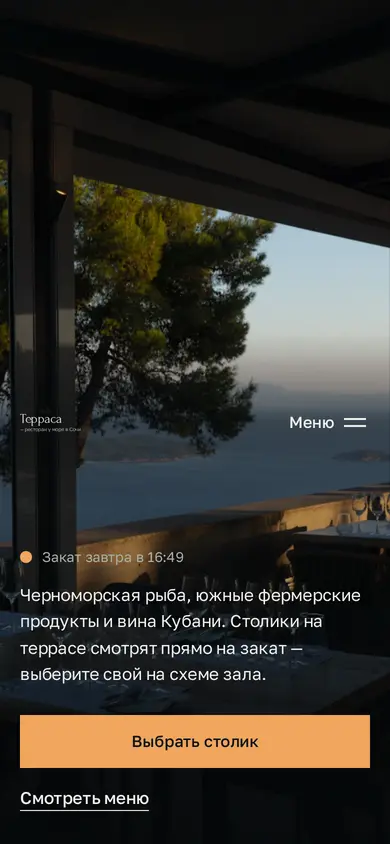 Терраса
— ресторан у моря в Сочи
Меню
Закат завтра в 16:49
Черноморская рыба, южные фермерские
продукты и вина Кубани. Столики на
террасе смотрят прямо на закат —
выберите свой на схеме зала.
Выбрать столик
Смотреть меню